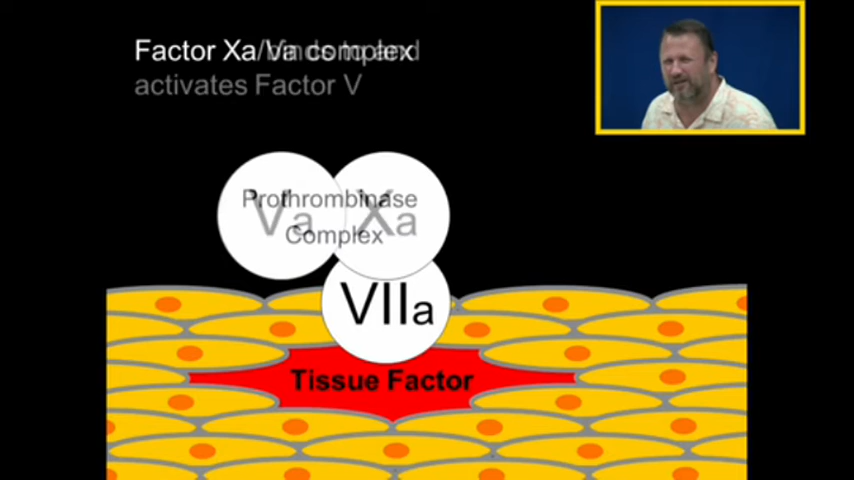 Factor Xa/Va complex
activates Factor V
Prothrombinase
Va Xa
Complex
VIIa
Tissue Factor